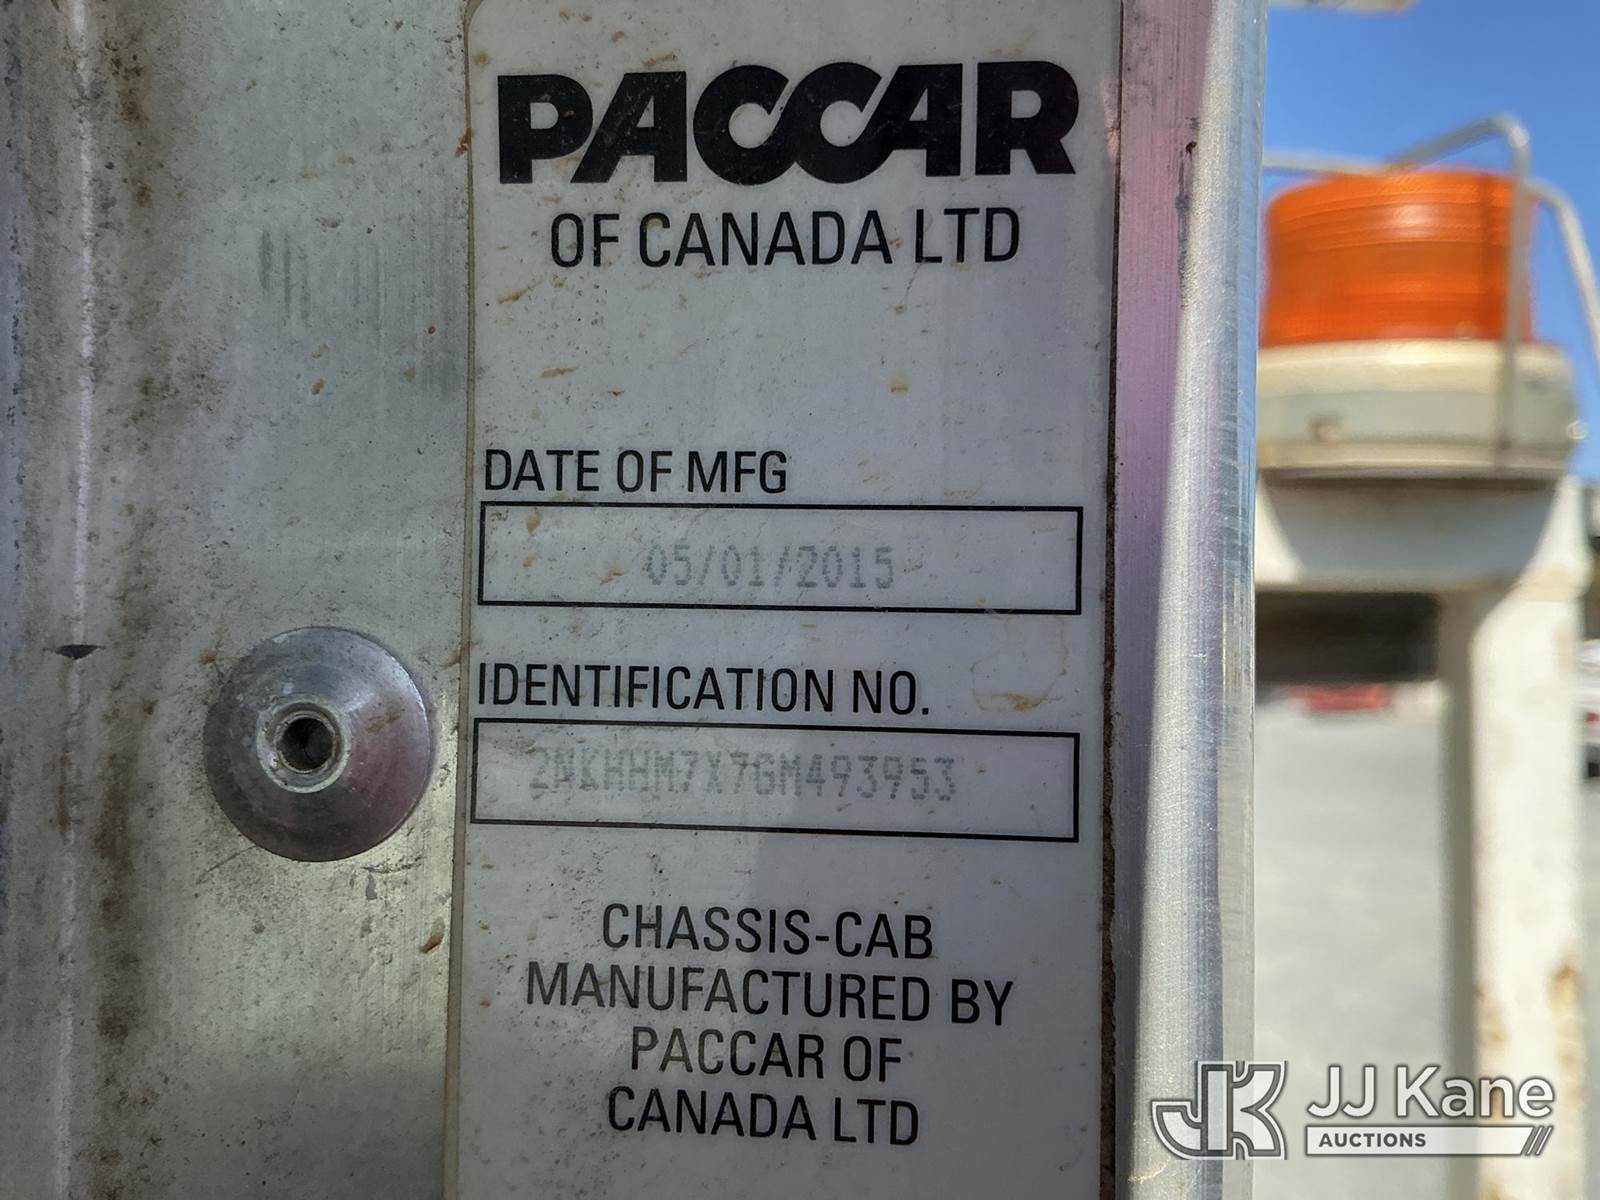 PACCAR
OF CANADA LTD
DATE OF MFG
05/01/2015
IDENTIFICATION NO.
2NKHHM7X7GM493953
CHASSIS-CAB
MANUFACTURED BY
PACCAR OF
CANADA LTD
JK JJ Kane
AUCTIONS